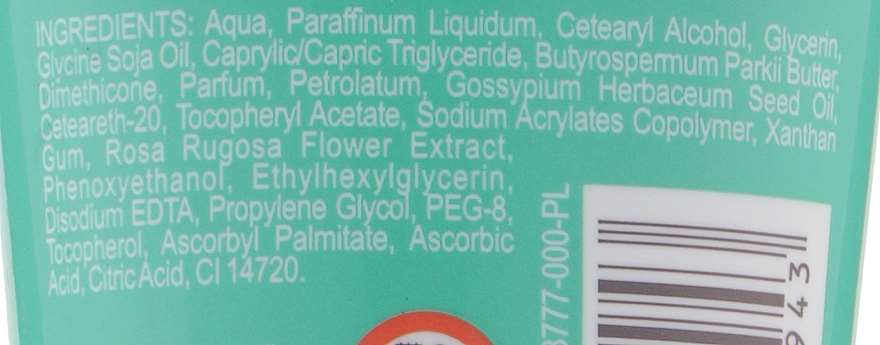 INGREDIENTS: Aqua, Paraffinum Liquidum, Cetearyl Alcohol, Glycerin,
Glycine Soja Oil, Caprylic/Capric Triglyceride, Butyrospermum Parkii Butter,
Dimethicone, Parfum, Petrolatum, Gossypium Herbaceum Seed Oil,
Ceteareth-20, Tocopheryl Acetate, Sodium Acrylates Copolymer, Xanthan
Gum, Rosa Rugosa Flower Extract,
Phenoxyethanol, Ethylhexylglycerin,
Disodium EDTA, Propylene Glycol, PEG-8,
Tocopherol, Ascorbyl Palmitate, Ascorbic
Acid, Citric Acid, CI 14720.
3777-000-PL
943